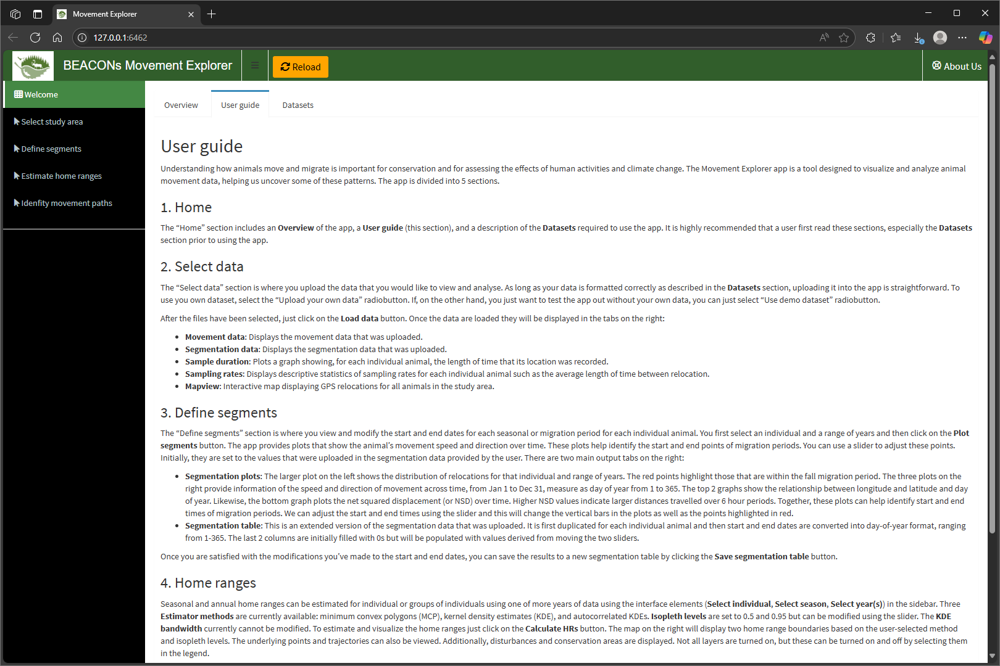 Movement Explorer
127.0.0.1:6462
BEACONs Movement Explorer
Reload
About Us
Welcome
Select study area
Define segments
Estimate home ranges
Idenfity movement paths
Overview
User guide
Datasets
User guide
Understanding how animals move and migrate is important for conservation and for assessing the effects of human activities and climate change. The Movement Explorer app is a tool designed to visualize and analyze animal
movement data, helping us uncover some of these patterns. The app is divided into 5 sections.
1. Home
The “Home” section includes an Overview of the app, a User guide (this section), and a description of the Datasets required to use the app. It is highly recommended that a user first read these sections, especially the Datasets
section prior to using the app.
2. Select data
The “Select data” section is where you upload the data that you would like to view and analyse. As long as your data is formatted correctly as described in the Datasets section, uploading it into the app is straightforward. To
use you own dataset, select the “Upload your own data” radiobutton. If, on the other hand, you just want to test the app out without your own data, you can just select “Use demo dataset” radiobutton.
After the files have been selected, just click on the Load data button. Once the data are loaded they will be displayed in the tabs on the right:
• Movement data: Displays the movement data that was uploaded.
• Segmentation data: Displays the segmentation data that was uploaded.
• Sample duration: Plots a graph showing, for each individual animal, the length of time that its location was recorded.
• Sampling rates: Displays descriptive statistics of sampling rates for each individual animal such as the average length of time between relocation.
• Mapview: Interactive map displaying GPS relocations for all animals in the study area.
3. Define segments
The “Define segments” section is where you view and modify the start and end dates for each seasonal or migration period for each individual animal. You first select an individual and a range of years and then click on the Plot
segments button. The app provides plots that show the animal’s movement speed and direction over time. These plots help identify the start and end points of migration periods. You can use a slider to adjust these points.
Initially, they are set to the values that were uploaded in the segmentation data provided by the user. There are two main output tabs on the right:
• Segmentation plots: The larger plot on the left shows the distribution of relocations for that individual and range of years. The red points highlight those that are within the fall migration period. The three plots on the
right provide information of the speed and direction of movement across time, from Jan 1 to Dec 31, measure as day of year from 1 to 365. The top 2 graphs show the relationship between longitude and latitude and day
of year. Likewise, the bottom graph plots the net squared displacement (or NSD) over time. Higher NSD values indicate larger distances travelled over 6 hour periods. Together, these plots can help identify start and end
times of migration periods. We can adjust the start and end times using the slider and this will change the vertical bars in the plots as well as the points highlighted in red.
• Segmentation table: This is an extended version of the segmentation data that was uploaded. It is first duplicated for each individual animal and then start and end dates are converted into day-of-year format, ranging
from 1-365. The last 2 columns are initially filled with 0s but will be populated with values derived from moving the two sliders.
Once you are satisfied with the modifications you’ve made to the start and end dates, you can save the results to a new segmentation table by clicking the Save segmentation table button.
4. Home ranges
Seasonal and annual home ranges can be estimated for individual or groups of individuals using one of more years of data using the interface elements (Select individual, Select season, Select year(s)) in the sidebar. Three
Estimator methods are currently available: minimum convex polygons (MCP), kernel density estimates (KDE), and autocorrelated KDEs. Isopleth levels are set to 0.5 and 0.95 but can be modified using the slider. The KDE
bandwidth currently cannot be modified. To estimate and visualize the home ranges just click on the Calculate HRs button. The map on the right will display two home range boundaries based on the user-selected method
and isopleth levels. The underlying points and trajectories can also be viewed. Additionally, disturbances and conservation areas are displayed. Not all layers are turned on, but these can be turned on and off by selecting them
in the legend.